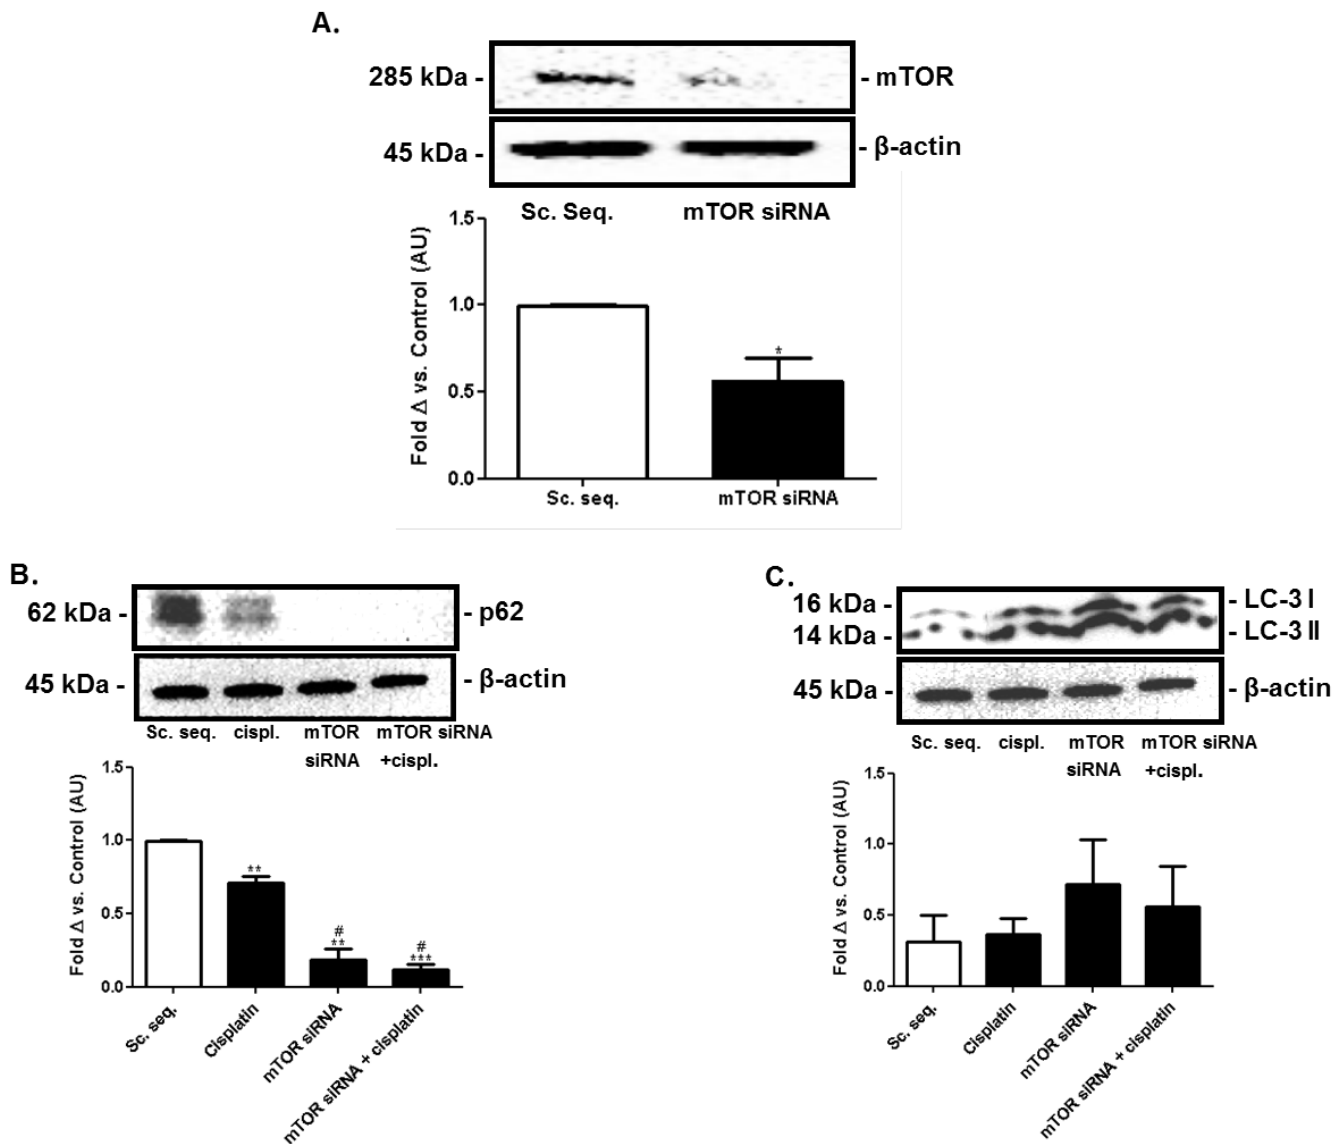 A.
285 kDa -
- mTOR
45 kDa -
- β-actin
Sc. Seq. mTOR siRNA
Fold Δ vs. Control (AU)
1.5
1.0
0.5
0.0
*
Sc. seq. mTOR siRNA
B.
62 kDa -
- p62
45 kDa -
- β-actin
Sc. seq. cispl. mTOR mTOR siRNA
siRNA +cispl.
Fold Δ vs. Control (AU)
1.5
1.0
0.5
0.0
**
#
**
#
***
Sc. seq.
Cisplatin
mTOR siRNA
mTOR siRNA + cisplatin
C.
16 kDa -
- LC-3 I
14 kDa -
- LC-3 II
45 kDa -
- β-actin
Sc. seq. cispl. mTOR mTOR siRNA
siRNA +cispl.
Fold Δ vs. Control (AU)
1.5
1.0
0.5
0.0
Sc. seq.
Cisplatin
mTOR siRNA
mTOR siRNA + cisplatin